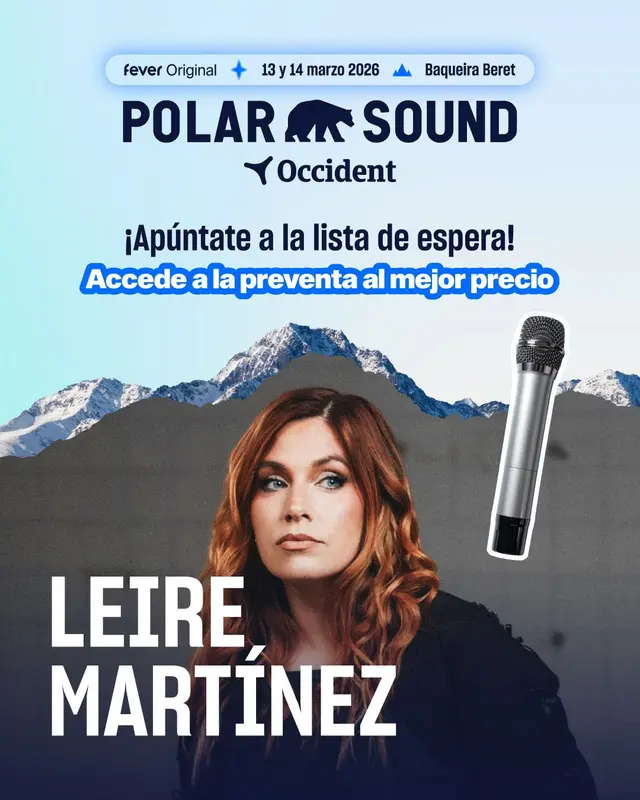 fever Original 13 y 14 marzo 2026 Baqueira Beret
POLAR SOUND
Occident
¡Apúntate a la lista de espera!
Accede a la preventa al mejor precio
LEIRE
MARTÍNEZ